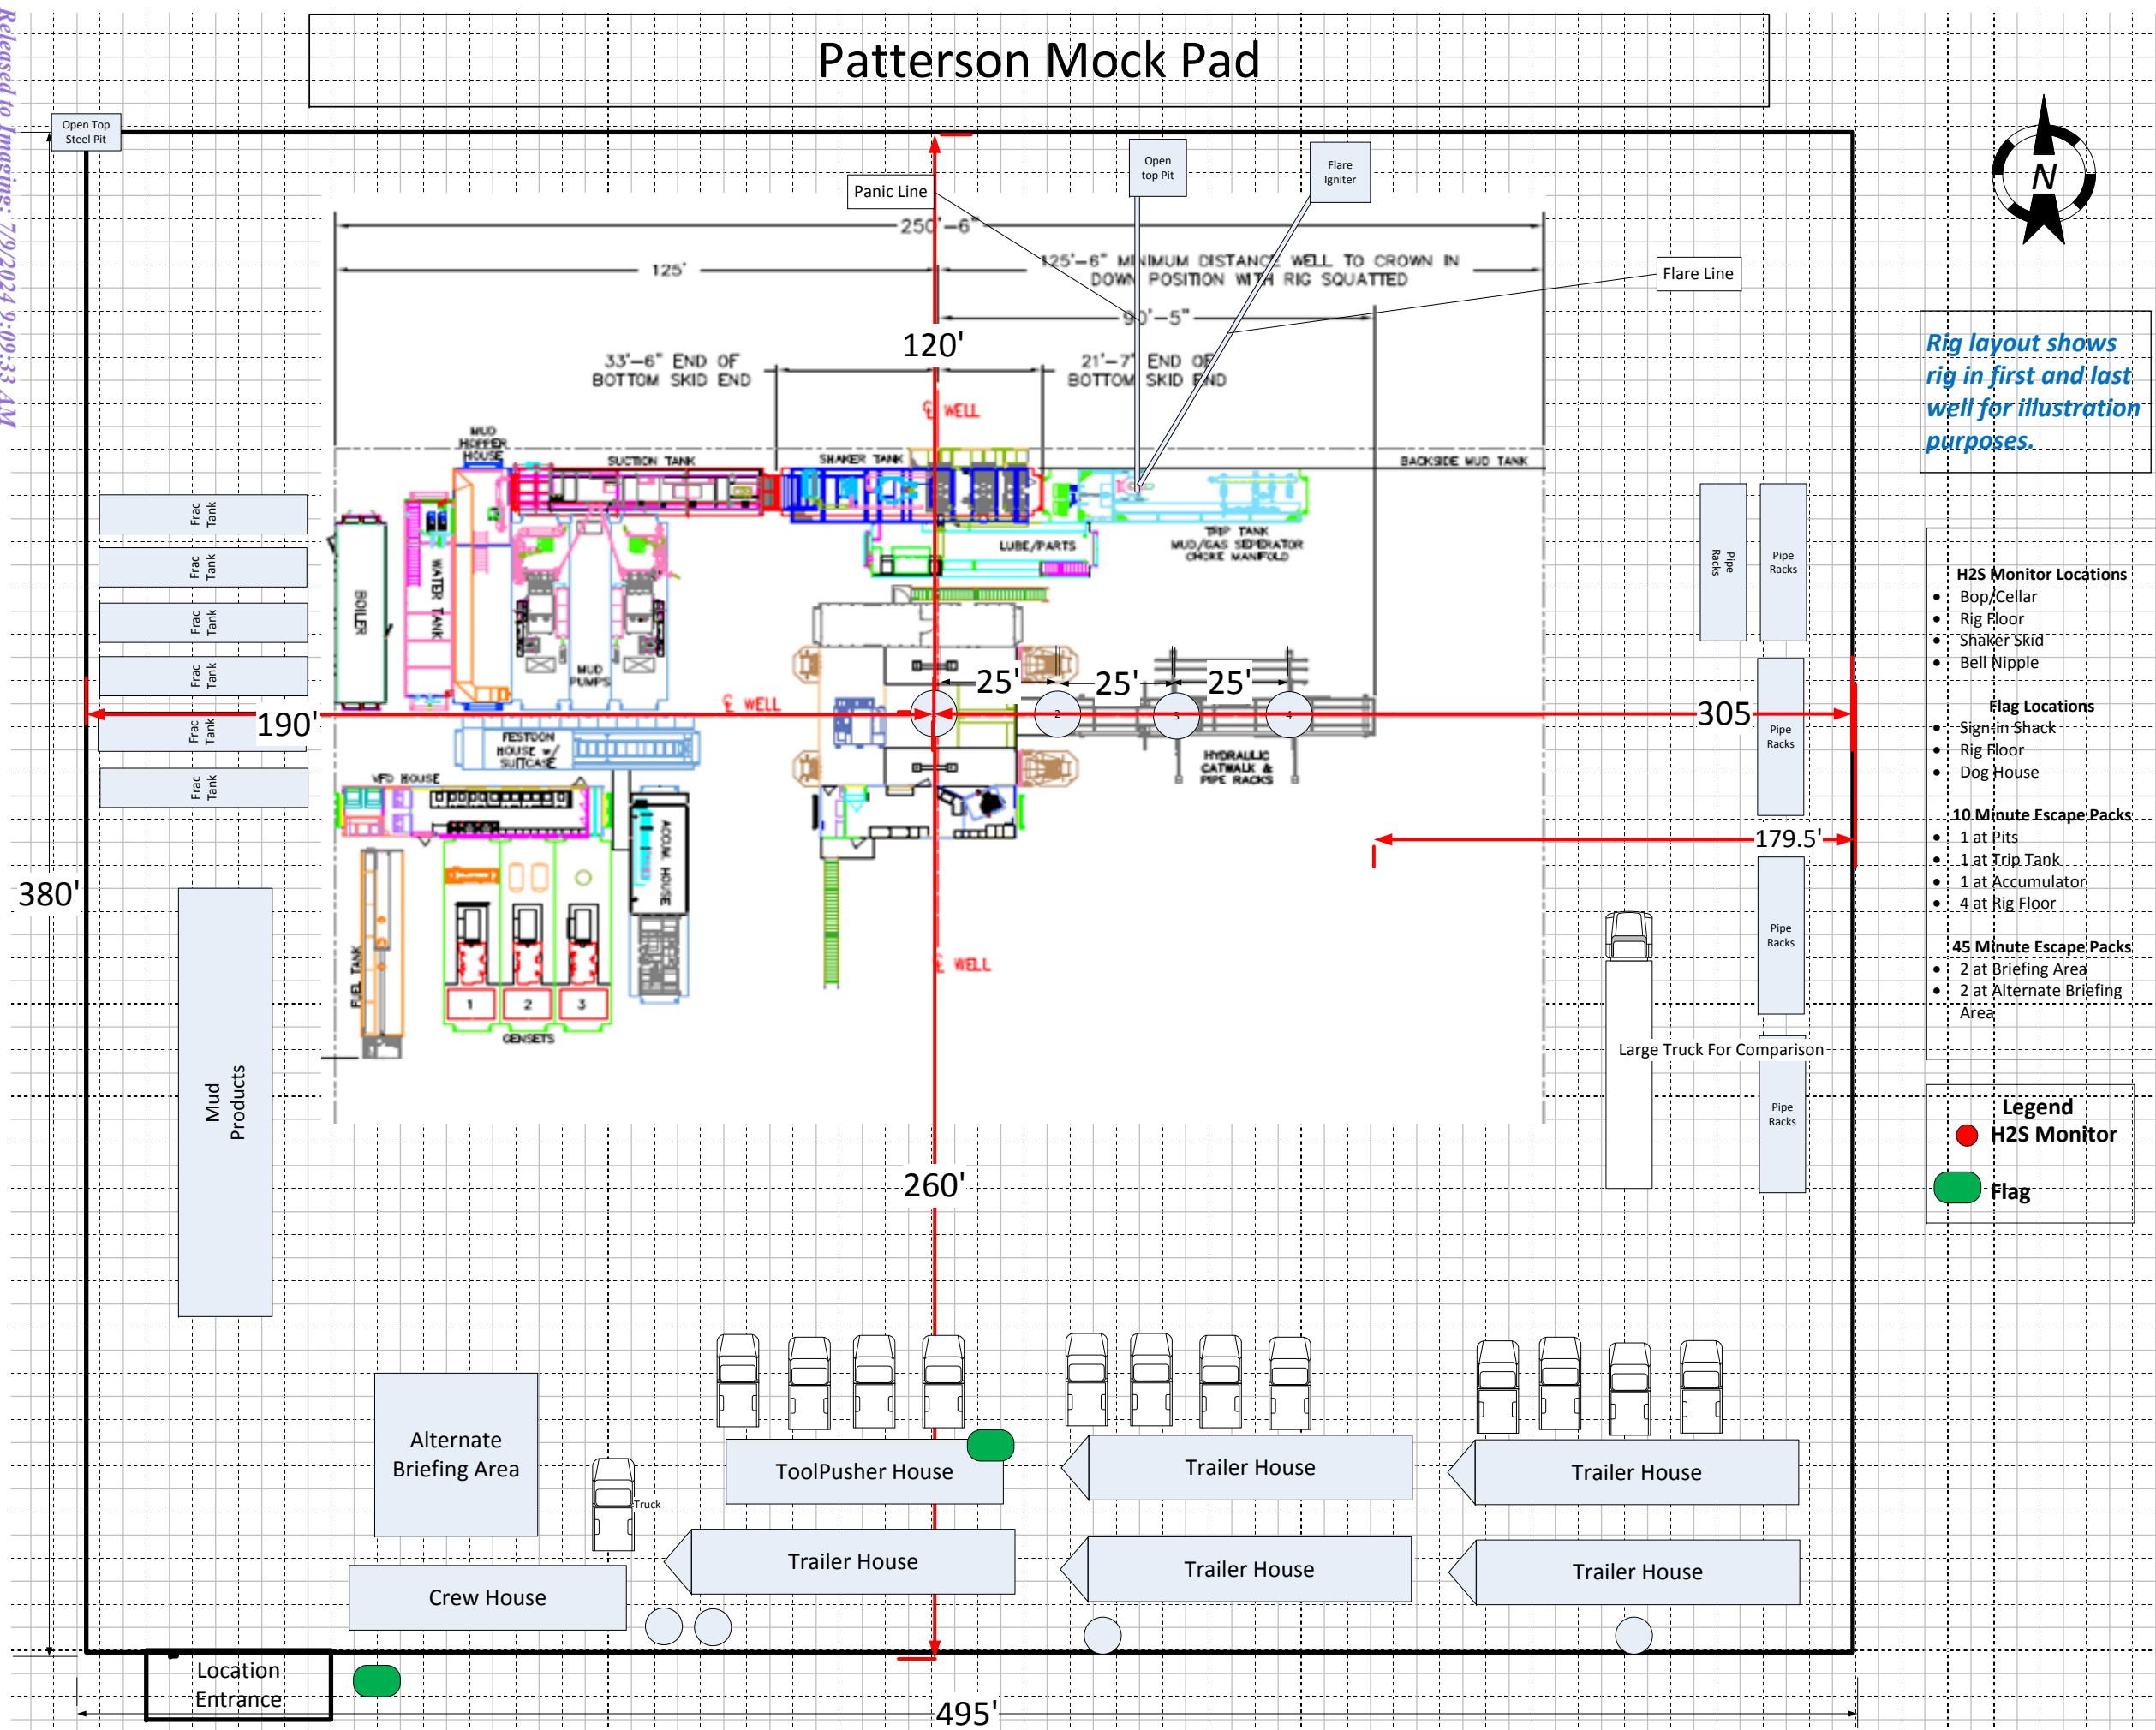 Released to Imaging: 7/9/2024 9:09:33 AM
Patterson Mock Pad
Open Top
Steel Pit
Open
top Pit
Flare
Igniter
N
Panic Line
250'-6"
125'
125'-6" MINIMUM DISTANCE WELL TO CROWN IN
DOWN POSITION WITH RIG SQUATTED
Flare Line
90'-5"
120'
33'-6" END OF
BOTTOM SKID END
21'-7" END OF
BOTTOM SKID END
℄ WELL
Rig layout shows
rig in first and last
well for illustration
purposes.
MUD
HOPPER
HOUSE
SUCTION TANK
SHAKER TANK
BACKSIDE MUD TANK
Frac
Tank
Frac
Tank
Frac
Tank
Frac
Tank
Frac
Tank
Frac
Tank
BOILER
WATER TANK
MUD
PUMPS
LUBE/PARTS
TRIP TANK
MUD/GAS SEPERATOR
CHOKE MANIFOLD
Pipe
Racks
Pipe
Racks
Pipe
Racks
Pipe
Racks
Pipe
Racks
25'
25'
25'
2
3
4
℄ WELL
190'
305
FESTOON
HOUSE w/
SUITCASE
HYDRAULIC
CATWALK &
PIPE RACKS
VFD HOUSE
ACCUM. HOUSE
179.5'
380'
FUEL TANK
1
2
3
GENSETS
℄ WELL
Mud
Products
Large Truck For Comparison
260'
H2S Monitor Locations
• Bop/Cellar
• Rig Floor
• Shaker Skid
• Bell Nipple
Flag Locations
• Sign-in Shack
• Rig Floor
• Dog House
10 Minute Escape Packs
• 1 at Pits
• 1 at Trip Tank
• 1 at Accumulator
• 4 at Rig Floor
45 Minute Escape Packs
• 2 at Briefing Area
• 2 at Alternate Briefing
Area
Legend
H2S Monitor
Flag
Alternate
Briefing Area
Truck
ToolPusher House
Trailer House
Trailer House
Crew House
Trailer House
Trailer House
Trailer House
Location
Entrance
495'